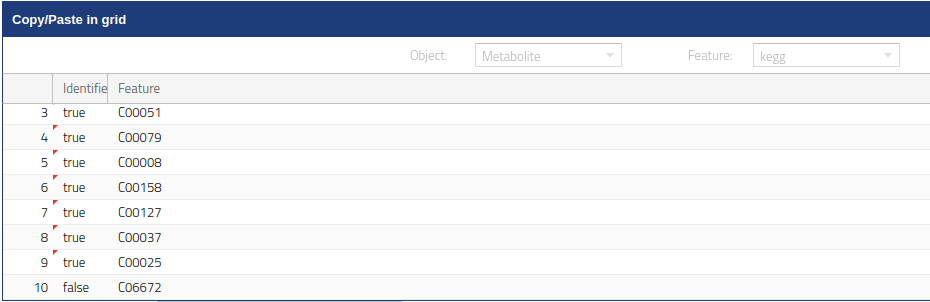 Copy/Paste in grid
Object: Metabolite Feature: kegg
Identifie Feature
3 true C00051
4 true C00079
5 true C00008
6 true C00158
7 true C00127
8 true C00037
9 true C00025
10 false C06672